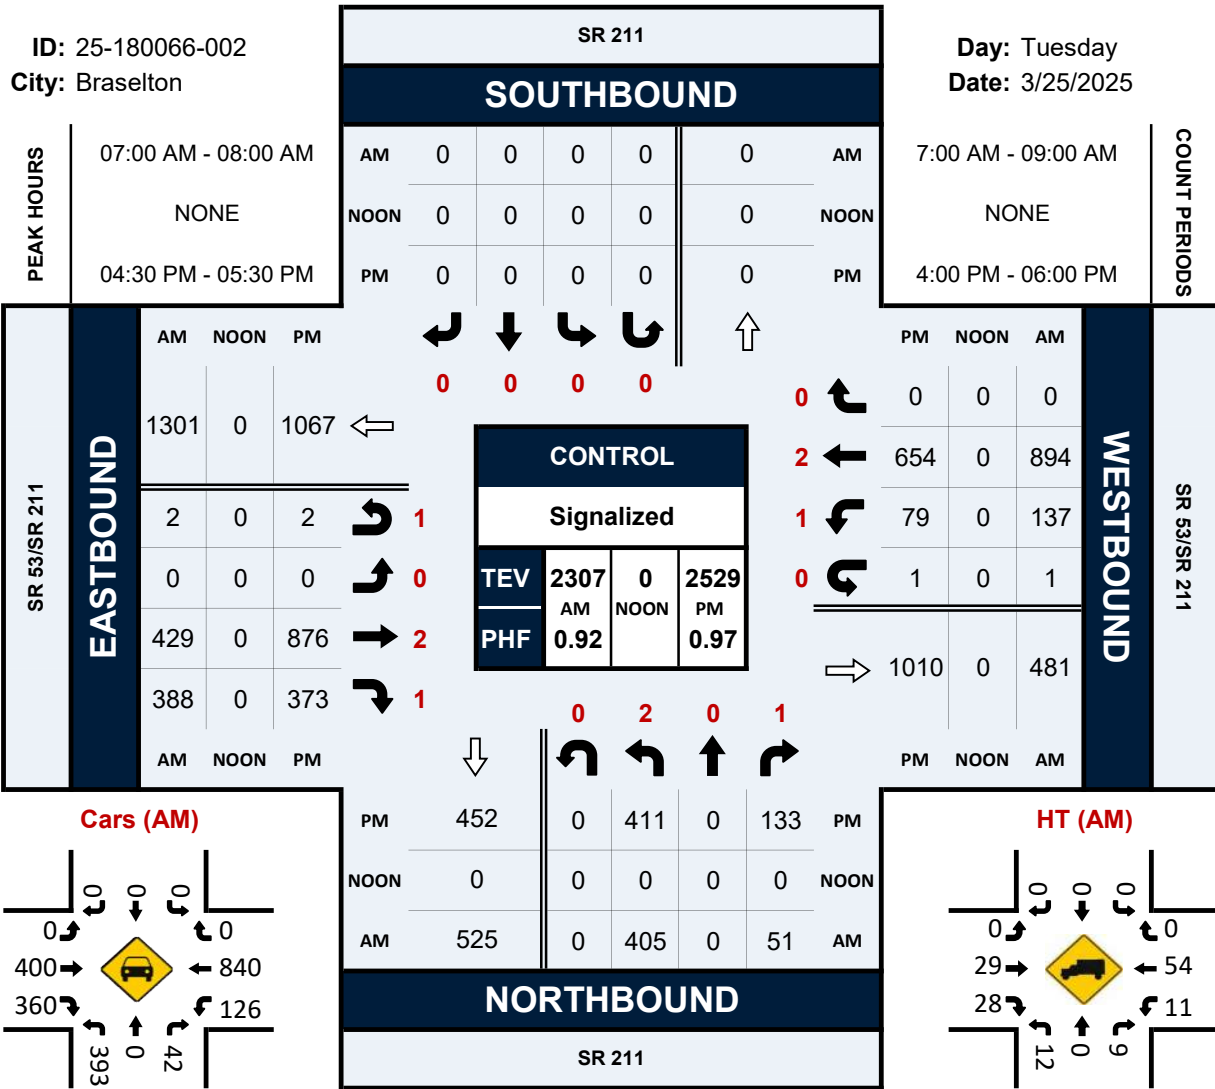 SR 211
ID: 25-180066-002
Day: Tuesday
City: Braselton
Date: 3/25/2025
SOUTHBOUND
PEAK HOURS
07:00 AM - 08:00 AM
AM 0 0 0 0 0 AM
7:00 AM - 09:00 AM
COUNT PERIODS
NONE
NOON 0 0 0 0 0 NOON
NONE
04:30 PM - 05:30 PM
PM 0 0 0 0 0 PM
4:00 PM - 06:00 PM
AM NOON PM
PM NOON AM
0 0 0 0
0 0 0 0
1301 0 1067
2 654 0 894
CONTROL
SR 53/SR 211
EASTBOUND
WESTBOUND
SR 53/SR 211
2 0 2 1
Signalized
1 79 0 137
0 0 0 0
TEV 2307 0 2529
AM NOON PM
0 1 0 1
429 0 876 2
PHF 0.92 0.97
1010 0 481
388 0 373 1
0 2 0 1
AM NOON PM
PM NOON AM
Cars (AM)
PM 452 0 411 0 133 PM
HT (AM)
NOON 0 0 0 0 0 NOON
AM 525 0 405 0 51 AM
0 0 0
0 0
400 840
360 126
393 0 42
0 0 0
0 0
29 54
28 11
12 0 9
NORTHBOUND
SR 211